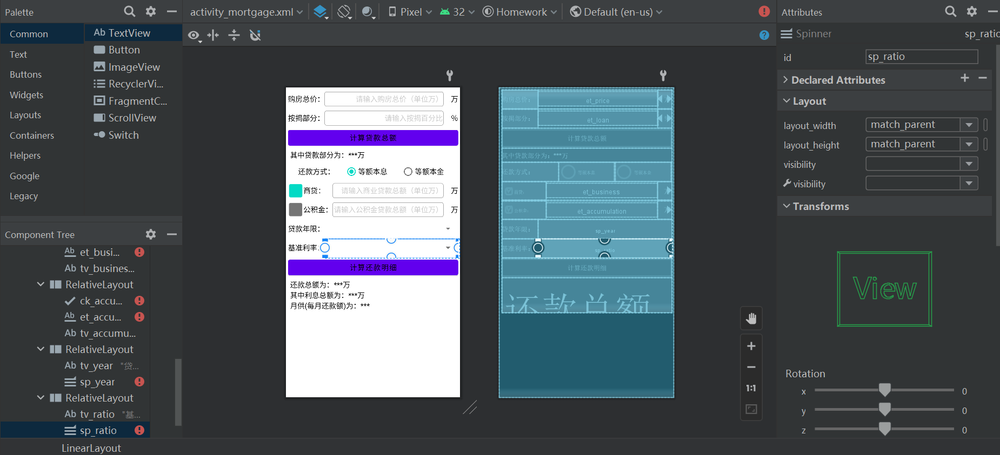 Palette
activity_mortgage.xml
Pixel
32
Homework
Default (en-us)
Attributes
Common
Text
Buttons
Widgets
Layouts
Containers
Helpers
Google
Legacy
Ab TextView
Button
ImageView
RecyclerVi...
FragmentC...
ScrollView
Switch
Component Tree
Ab et_busi...
Ab tv_busines...
RelativeLayout
ck_accu...
Ab et_accu...
Ab tv_accumu...
RelativeLayout
Ab tv_year "贷...
sp_year
RelativeLayout
Ab tv_ratio "基...
sp_ratio
LinearLayout
购房总价: 请输入购房总价（单位万） 万
按揭部分: 请输入按揭百分比 %
计算贷款总额
其中贷款部分为: ***万
还款方式: 等额本息 等额本金
商贷: 请输入商业贷款总额（单位万） 万
公积金: 请输入公积金贷款总额（单位万） 万
贷款年限:
基准利率:
计算还款明细
还款总额为: ***万
其中利息总额为: ***万
月供(每月还款额)为: ***
购房总价: et_price
按揭部分: et_loan
计算贷款总额
其中贷款部分为: ***万
还款方式: 等额本息 等额本金
商贷: et_business 万
公积金: et_accumulation 万
贷款年限: sp_year
基准利率: sp_ratio
计算还款明细
还款总额
1:1
Spinner
sp_ratio
id sp_ratio
Declared Attributes
Layout
layout_width match_parent
layout_height match_parent
visibility
visibility
Transforms
View
Rotation
x 0
y 0
z 0